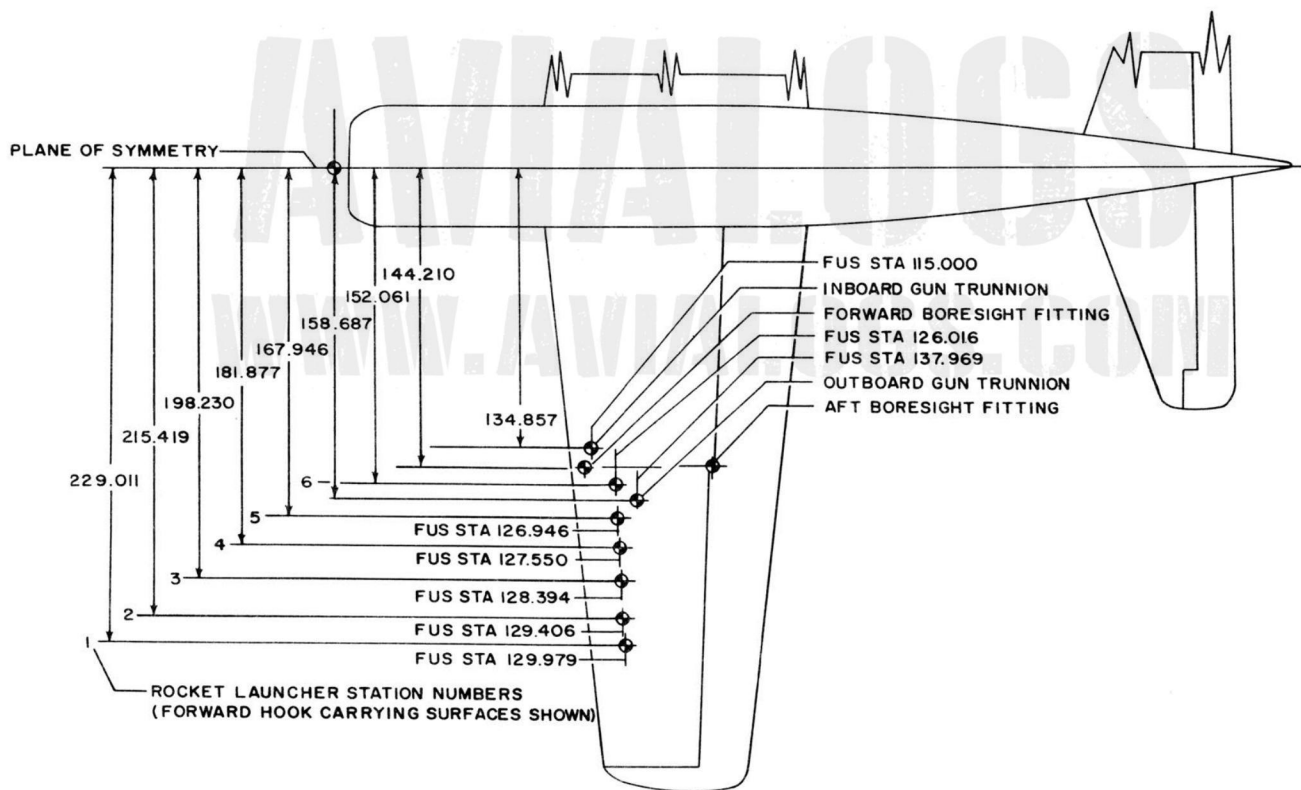 AVIALOGS
WWW.AVIALOGS.COM
PLANE OF SYMMETRY
144.210
152.061
158.687
167.946
181.877
198.230
215.419
229.011
134.857
FUS STA 115.000
INBOARD GUN TRUNNION
FORWARD BORESIGHT FITTING
FUS STA 126.016
FUS STA 137.969
OUTBOARD GUN TRUNNION
AFT BORESIGHT FITTING
6
5
FUS STA 126.946
4
FUS STA 127.550
3
FUS STA 128.394
2
FUS STA 129.406
1
FUS STA 129.979
ROCKET LAUNCHER STATION NUMBERS
(FORWARD HOOK CARRYING SURFACES SHOWN)